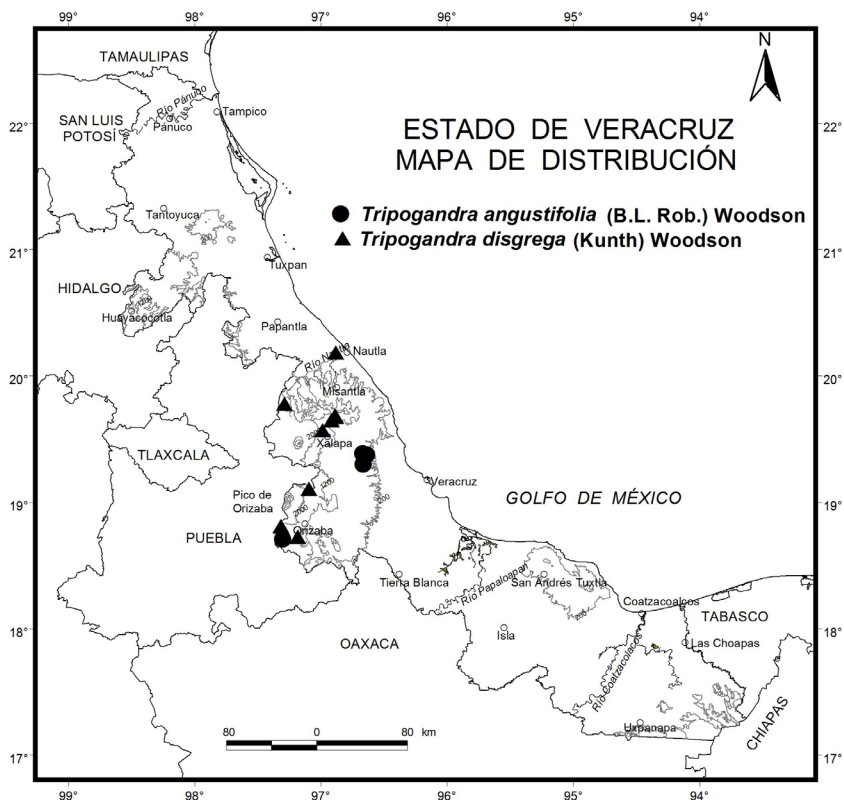 99° 98° 97° 96° 95° 94°
N
TAMAULIPAS
Río Pánuco
Tampico
SAN LUIS
POTOSÍ
Pánuco
22° 22°
ESTADO DE VERACRUZ
MAPA DE DISTRIBUCIÓN
Tripogandra angustifolia (B.L. Rob.) Woodson
Tripogandra disgrega (Kunth) Woodson
Tantoyuca
21° 21°
Tuxpan
HIDALGO
Huayacocotla
Papantla
Nautla
20° 20°
Misantla
Xalapa
TLAXCALA
Veracruz
Pico de
Orizaba
GOLFO DE MÉXICO
19° 19°
PUEBLA
Orizaba
Tierra Blanca
Río Papaloapan
San Andrés Tuxtla
200
Coatzacoalcos
TABASCO
18° 18°
OAXACA
Isla
Las Choapas
Río Coatzacoalcos
CHIAPAS
Uxpanapa
80 0 80 km
17° 17°
99° 98° 97° 96° 95° 94°